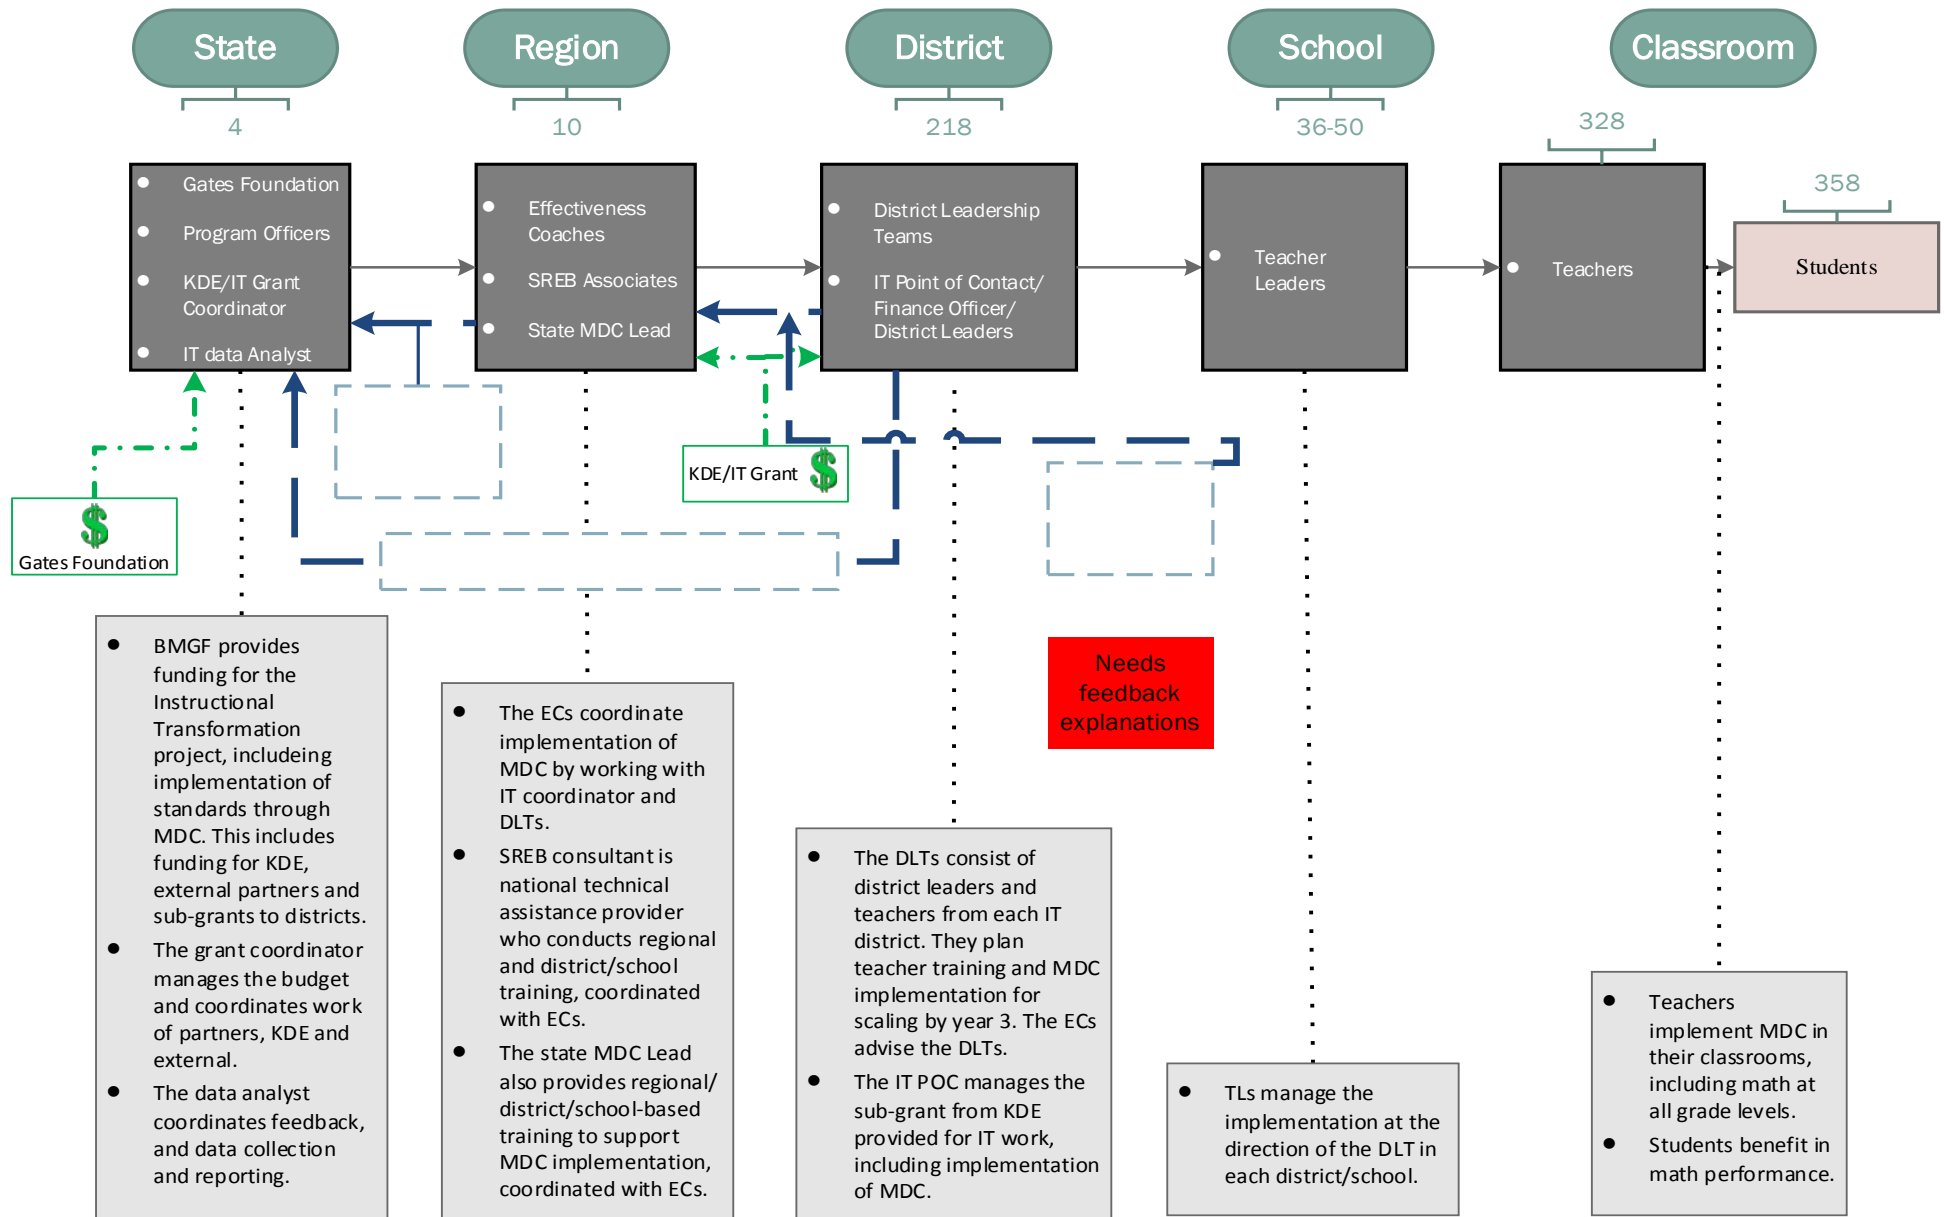 State
Region
District
School
Classroom
4
10
218
36-50
328
358
Gates Foundation
Program Officers
KDE/IT Grant
Coordinator
IT data Analyst
Effectiveness
Coaches
SREB Associates
State MDC Lead
District Leadership
Teams
IT Point of Contact/
Finance Officer/
District Leaders
Teacher
Leaders
Teachers
Students
$
Gates Foundation
KDE/IT Grant $
Needs
feedback
explanations
BMGF provides
funding for the
Instructional
Transformation
project, includeing
implementation of
standards through
MDC. This includes
funding for KDE,
external partners and
sub-grants to districts.
The grant coordinator
manages the budget
and coordinates work
of partners, KDE and
external.
The data analyst
coordinates feedback,
and data collection
and reporting.
The ECs coordinate
implementation of
MDC by working with
IT coordinator and
DLTs.
SREB consultant is
national technical
assistance provider
who conducts regional
and district/school
training, coordinated
with ECs.
The state MDC Lead
also provides regional/
district/school-based
training to support
MDC implementation,
coordinated with ECs.
The DLTs consist of
district leaders and
teachers from each IT
district. They plan
teacher training and MDC
implementation for
scaling by year 3. The ECs
advise the DLTs.
The IT POC manages the
sub-grant from KDE
provided for IT work,
including implementation
of MDC.
TLs manage the
implementation at the
direction of the DLT in
each district/school.
Teachers
implement MDC in
their classrooms,
including math at
all grade levels.
Students benefit in
math performance.